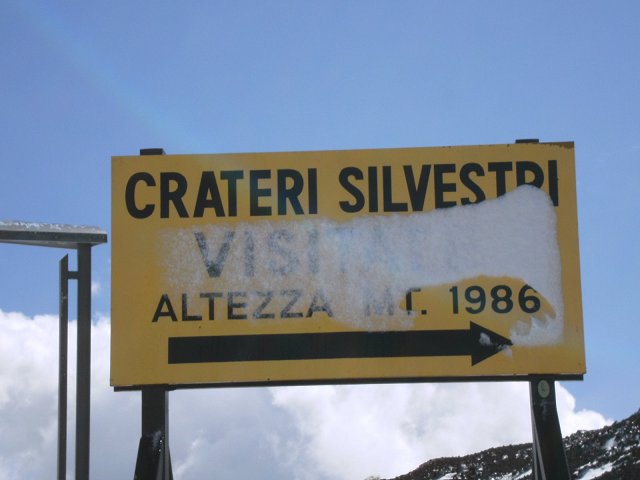 CRATERI SILVESTRI
ALTEZZA MT. 1986